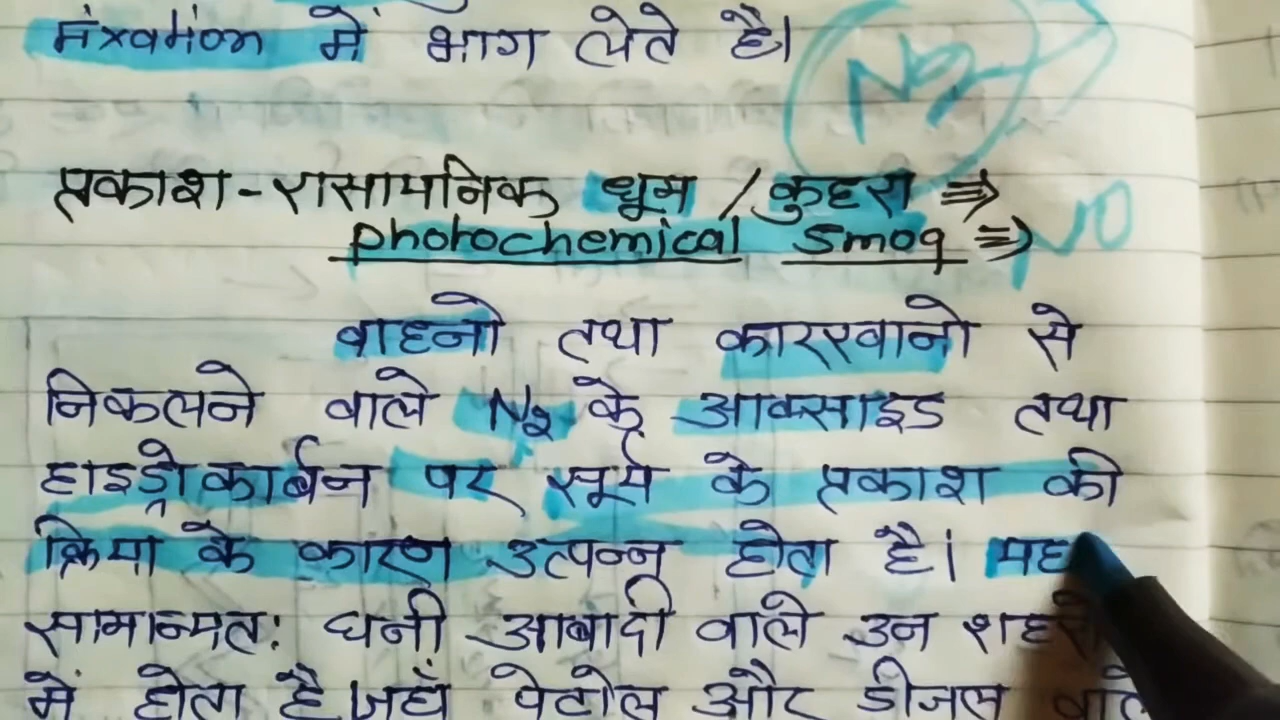 fixation में भाग लेते है।
N2
प्रकाश-रासायनिक धूम / कुहरा ⇒
photochemical smog ⇒
NO
वाहनो तथा कारखानो से
निकलने वाले N2 के आक्साइड तथा
हाइड्रोकार्बन पर सूर्य के प्रकाश की
क्रिया के कारण उत्पन्न होता है। यह
सामान्यतः घनी आबादी वाले उन शहरो
में होता है जहाँ पेटोल और डीजल वाले